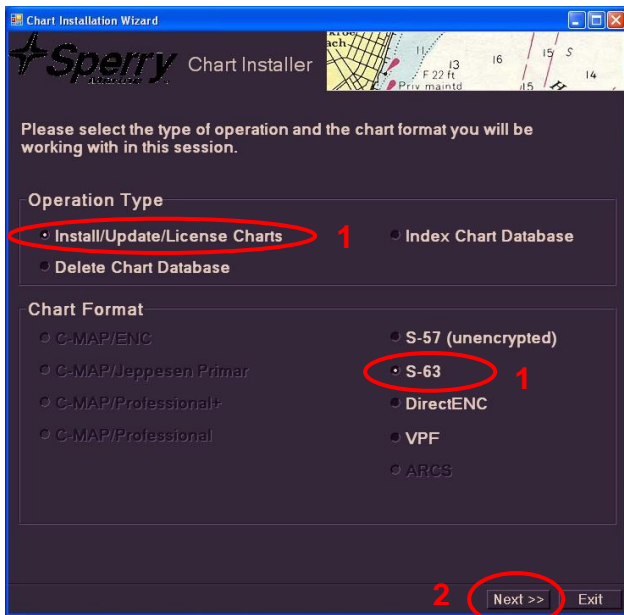 Chart Installation Wizard
Sperry
Chart Installer
ach
11
13
16
15
S
F 22 ft
14
Priv maintd
15
Please select the type of operation and the chart format you will be
working with in this session.
Operation Type
Install/Update/License Charts
1
Index Chart Database
Delete Chart Database
Chart Format
C-MAP/ENC
S-57 (unencrypted)
C-MAP/Jeppesen Primar
S-63
1
C-MAP/Professional+
DirectENC
C-MAP/Professional
VPF
ARCS
2
Next >>
Exit